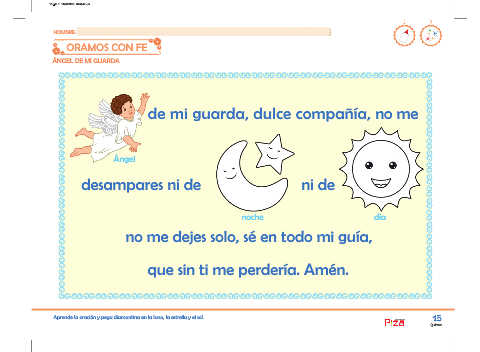 NOMBRE:
ORAMOS CON FE
ÁNGEL DE MI GUARDA
de mi guarda, dulce compañía, no me
Ángel
desampares ni de
ni de
noche
día
no me dejes solo, sé en todo mi guía,
que sin ti me perdería. Amén.
Aprende la oración y pega diamantina en la luna, la estrella y el sol.
15